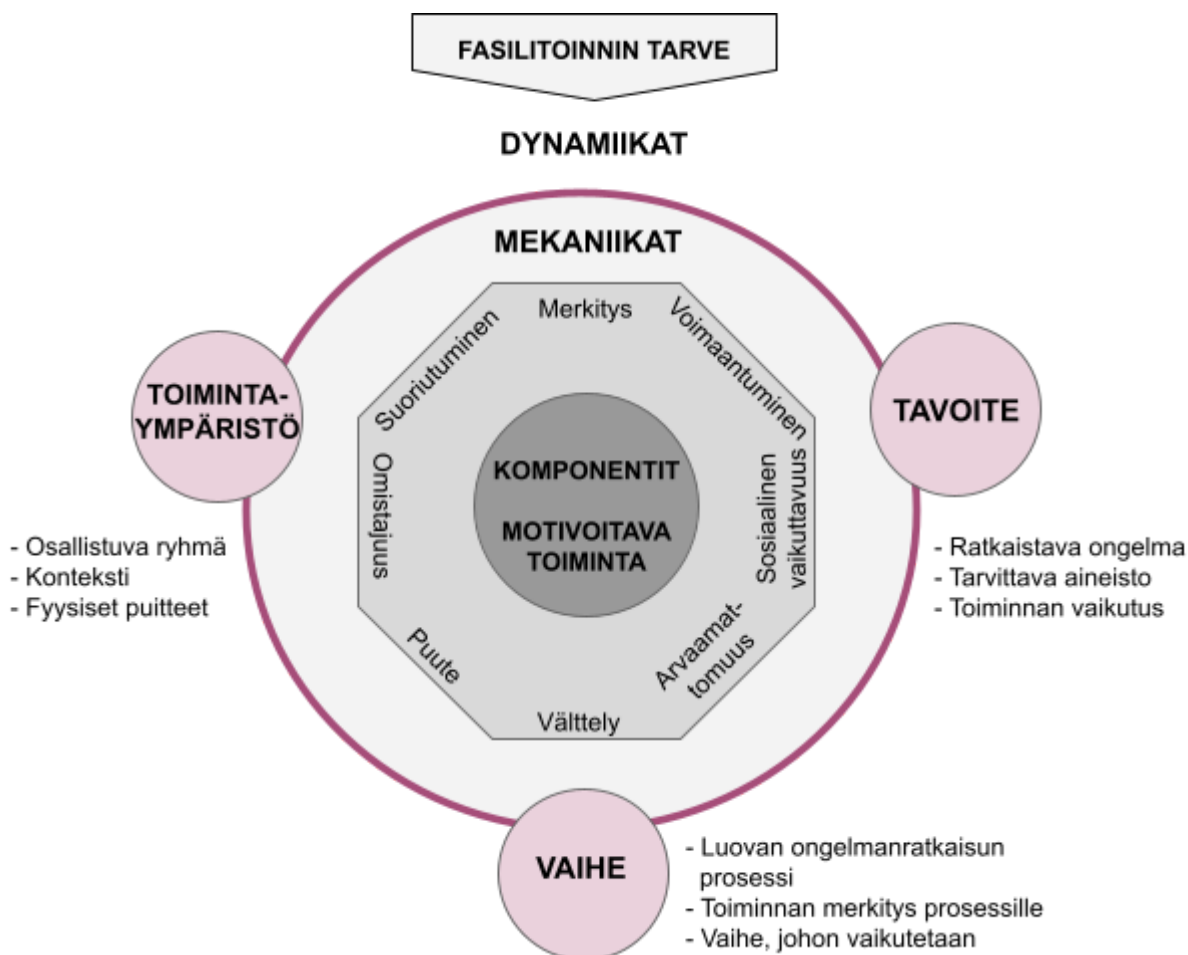 FASILITOINNIN TARVE
DYNAMIIKAT
MEKANIIKAT
Merkitys
Voimaantuminen
Sosiaalinen
vaikuttavuus
Arvaamat-
tomuus
Välttely
Puute
Omistajuus
Suoriutuminen
KOMPONENTIT
MOTIVOITAVA
TOIMINTA
TOIMINTA-
YMPÄRISTÖ
- Osallistuva ryhmä
- Konteksti
- Fyysiset puitteet
TAVOITE
- Ratkaistava ongelma
- Tarvittava aineisto
- Toiminnan vaikutus
VAIHE
- Luovan ongelmanratkaisun
prosessi
- Toiminnan merkitys prosessille
- Vaihe, johon vaikutetaan